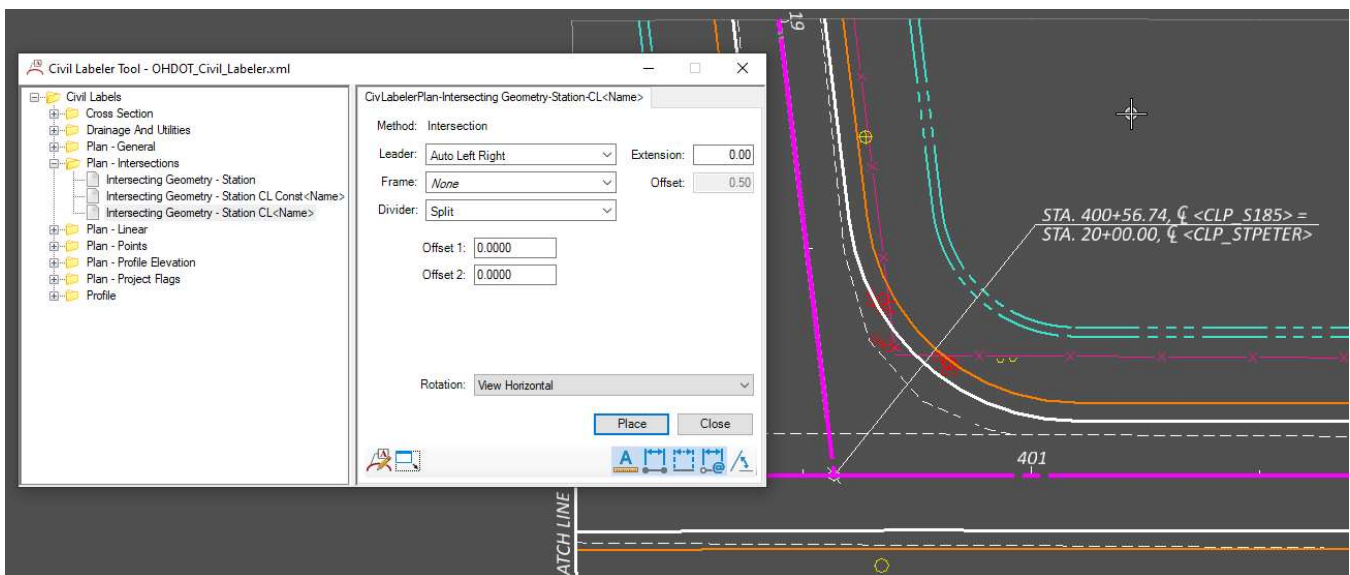 Civil Labeler Tool - OHDOT_Civil_Labeler.xml
Civil Labels
Cross Section
Drainage And Utilities
Plan - General
Plan - Intersections
Intersecting Geometry - Station
Intersecting Geometry - Station CL Const<Name>
Intersecting Geometry - Station CL<Name>
Plan - Linear
Plan - Points
Plan - Profile Elevation
Plan - Project Flags
Profile
CivLabelerPlan-Intersecting Geometry-Station-CL<Name>
Method: Intersection
Leader: Auto Left Right Extension: 0.00
Frame: None Offset: 0.50
Divider: Split
Offset 1: 0.0000
Offset 2: 0.0000
Rotation: View Horizontal
Place Close
A
@
19
STA. 400+56.74, ℄ <CLP_S185> =
STA. 20+00.00, ℄ <CLP_STPETER>
401
ATCH LINE